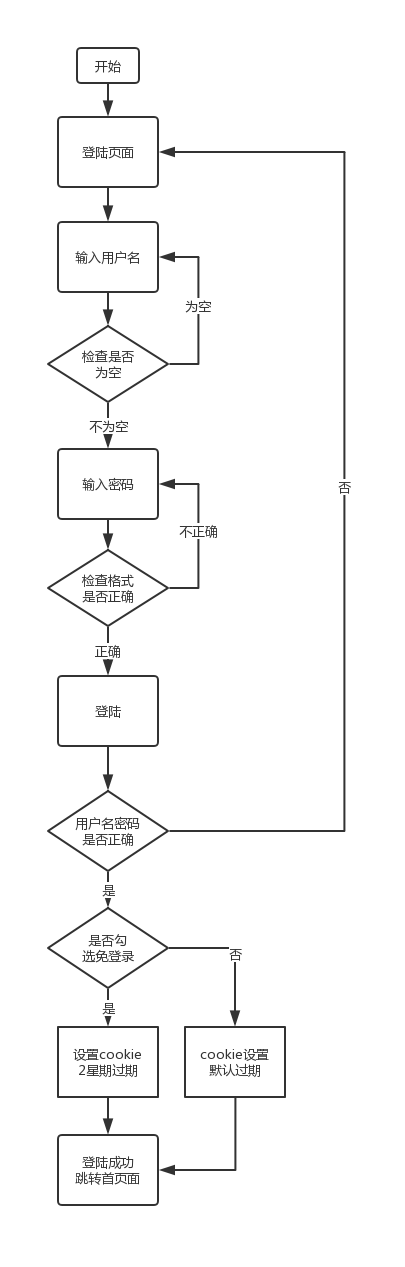 开始
登陆页面
输入用户名
为空
检查是否
为空
不为空
输入密码
否
不正确
检查格式
是否正确
正确
登陆
用户名密码
是否正确
是
是否勾
选免登录
否
是
设置cookie
2星期过期
cookie设置
默认过期
登陆成功
跳转首页面